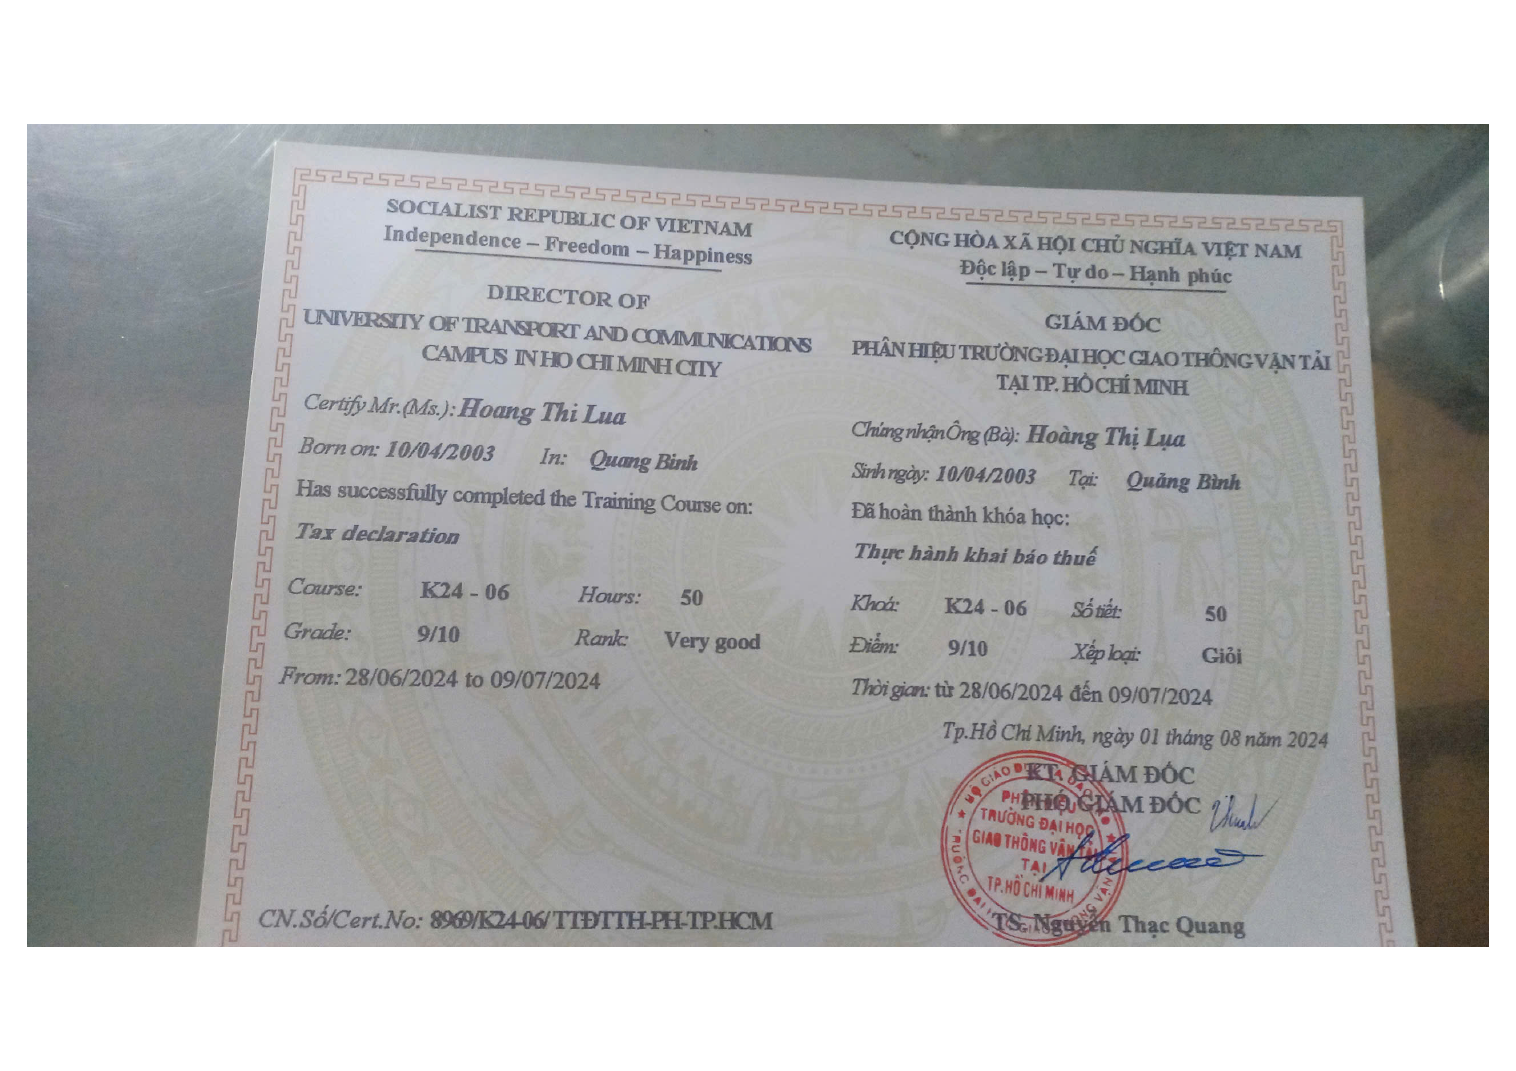 SOCIALIST REPUBLIC OF VIETNAM
Independence – Freedom – Happiness
DIRECTOR OF
UNIVERSITY OF TRANSPORT AND COMMUNICATIONS
CAMPUS IN HO CHI MINH CITY
Certify Mr.(Ms.): Hoang Thi Lua
Born on: 10/04/2003 In: Quang Binh
Has successfully completed the Training Course on:
Tax declaration
Course: K24 - 06 Hours: 50
Grade: 9/10 Rank: Very good
From: 28/06/2024 to 09/07/2024
CN.Số/Cert.No: 8969/K24-06/TTĐTTH-PH-TP.HCM
CỘNG HÒA XÃ HỘI CHỦ NGHĨA VIỆT NAM
Độc lập – Tự do – Hạnh phúc
GIÁM ĐỐC
PHÂN HIỆU TRƯỜNG ĐẠI HỌC GIAO THÔNG VẬN TẢI
TẠI TP. HỒ CHÍ MINH
Chứng nhận Ông (Bà): Hoàng Thị Lụa
Sinh ngày: 10/04/2003 Tại: Quảng Bình
Đã hoàn thành khóa học:
Thực hành khai báo thuế
Khoá: K24 - 06 Số tiết: 50
Điểm: 9/10 Xếp loại: Giỏi
Thời gian: từ 28/06/2024 đến 09/07/2024
Tp.Hồ Chí Minh, ngày 01 tháng 08 năm 2024
KT. GIÁM ĐỐC
PHÓ GIÁM ĐỐC
PHÂN HIỆU
TRƯỜNG ĐẠI HỌC
GIAO THÔNG VẬN TẢI
TẠI
TP.HỒ CHÍ MINH
TS. Nguyễn Thạc Quang